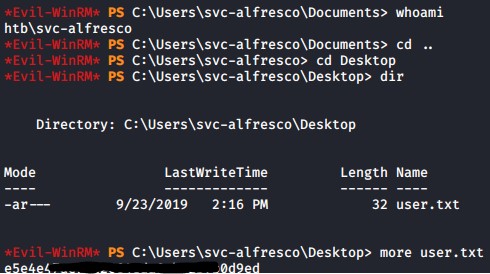 *Evil-WinRM* PS C:\Users\svc-alfresco\Documents> whoami
htb\svc-alfresco
*Evil-WinRM* PS C:\Users\svc-alfresco\Documents> cd ..
*Evil-WinRM* PS C:\Users\svc-alfresco> cd Desktop
*Evil-WinRM* PS C:\Users\svc-alfresco\Desktop> dir
Directory: C:\Users\svc-alfresco\Desktop
Mode LastWriteTime Length Name
---- ------------- ------ ----
-ar--- 9/23/2019 2:16 PM 32 user.txt
*Evil-WinRM* PS C:\Users\svc-alfresco\Desktop> more user.txt